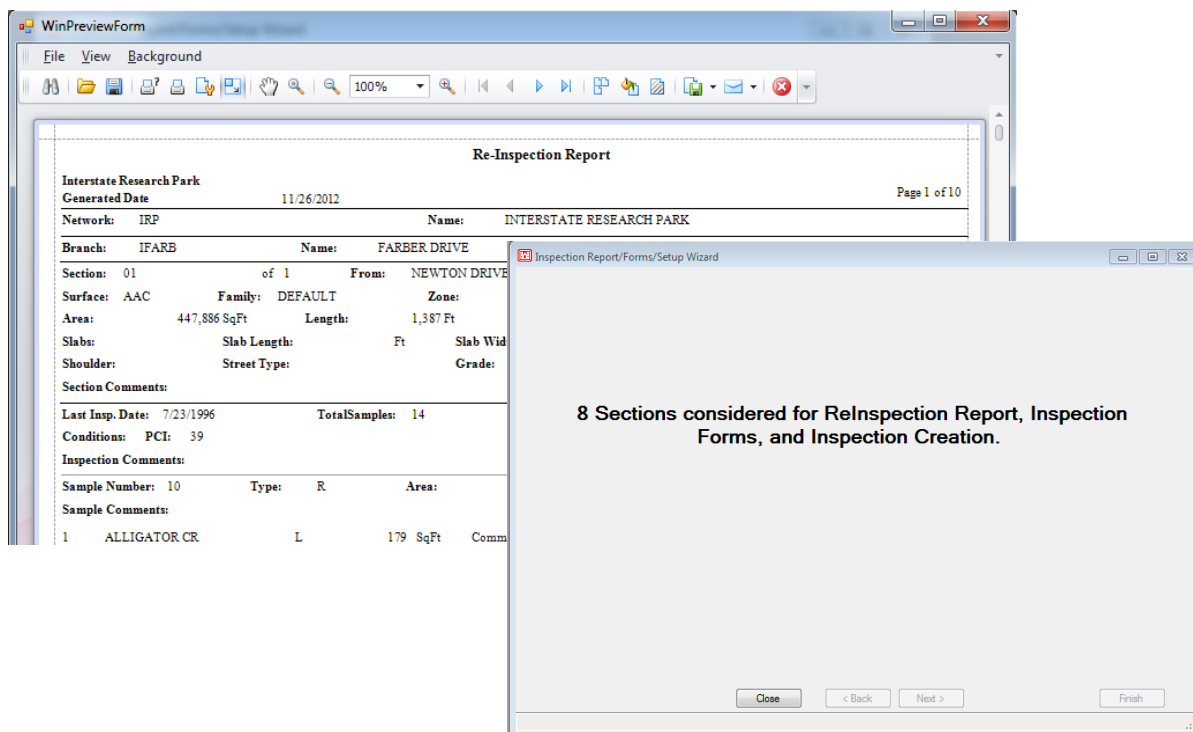 WinPreviewForm
File View Background
100%
Re-Inspection Report
Interstate Research Park
Generated Date 11/26/2012 Page 1 of 10
Network: IRP Name: INTERSTATE RESEARCH PARK
Branch: IFARB Name: FARBER DRIVE
Section: 01 of 1 From: NEWTON DRIVE
Surface: AAC Family: DEFAULT Zone:
Area: 447,886 SqFt Length: 1,387 Ft
Slabs: Slab Length: Ft Slab Wid
Shoulder: Street Type: Grade:
Section Comments:
Last Insp. Date: 7/23/1996 TotalSamples: 14
Conditions: PCI: 39
Inspection Comments:
Sample Number: 10 Type: R Area:
Sample Comments:
1 ALLIGATOR CR L 179 SqFt Comm
Inspection Report/Forms/Setup Wizard
8 Sections considered for ReInspection Report, Inspection
Forms, and Inspection Creation.
Close < Back Next > Finish